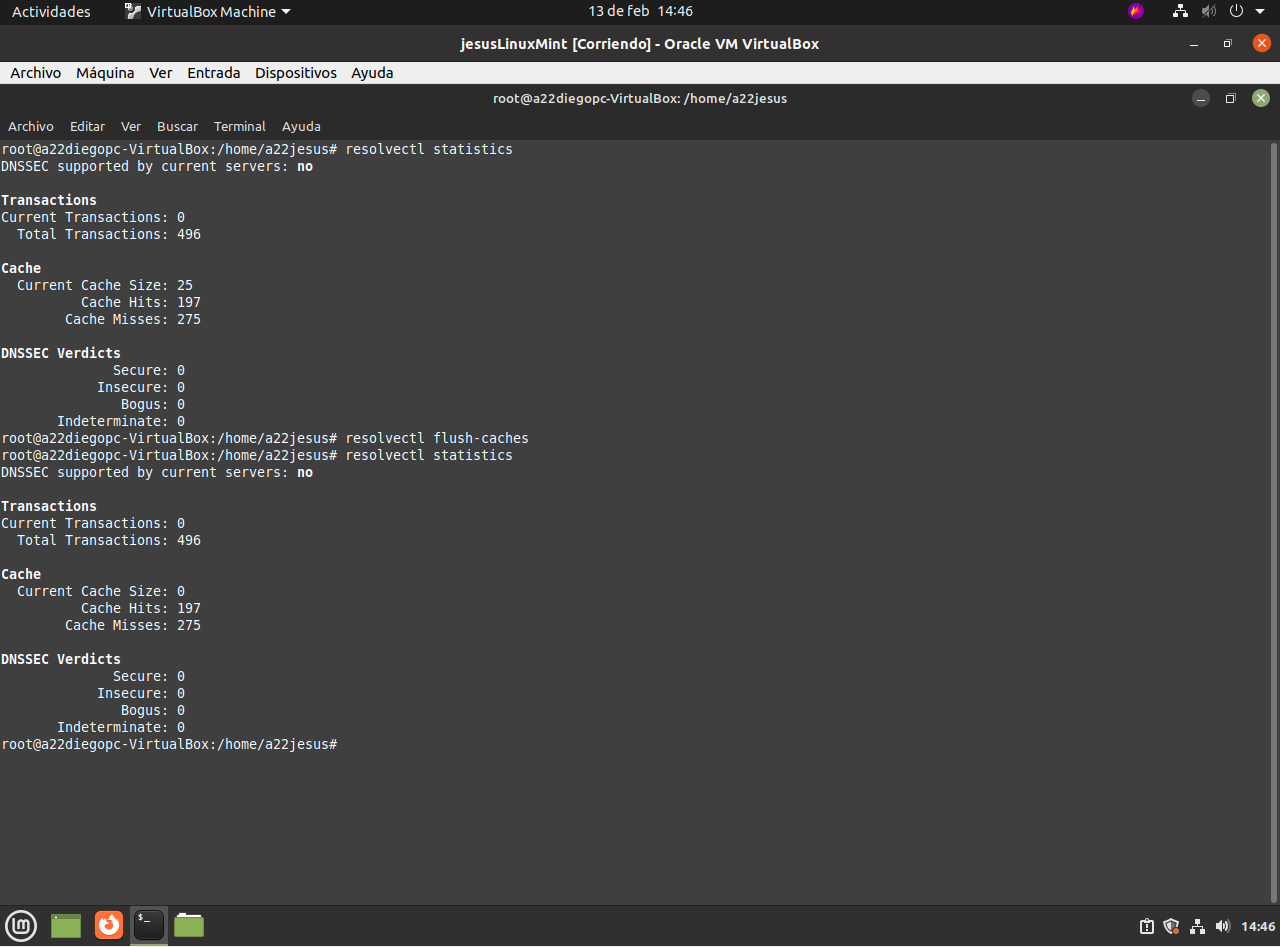 Actividades VirtualBox Machine 13 de feb 14:46
jesusLinuxMint [Corriendo] - Oracle VM VirtualBox
Archivo Máquina Ver Entrada Dispositivos Ayuda
root@a22diegopc-VirtualBox: /home/a22jesus
Archivo Editar Ver Buscar Terminal Ayuda
root@a22diegopc-VirtualBox:/home/a22jesus# resolvectl statistics
DNSSEC supported by current servers: no
Transactions
Current Transactions: 0
Total Transactions: 496
Cache
Current Cache Size: 25
Cache Hits: 197
Cache Misses: 275
DNSSEC Verdicts
Secure: 0
Insecure: 0
Bogus: 0
Indeterminate: 0
root@a22diegopc-VirtualBox:/home/a22jesus# resolvectl flush-caches
root@a22diegopc-VirtualBox:/home/a22jesus# resolvectl statistics
DNSSEC supported by current servers: no
Transactions
Current Transactions: 0
Total Transactions: 496
Cache
Current Cache Size: 0
Cache Hits: 197
Cache Misses: 275
DNSSEC Verdicts
Secure: 0
Insecure: 0
Bogus: 0
Indeterminate: 0
root@a22diegopc-VirtualBox:/home/a22jesus#
lm $_ 14:46